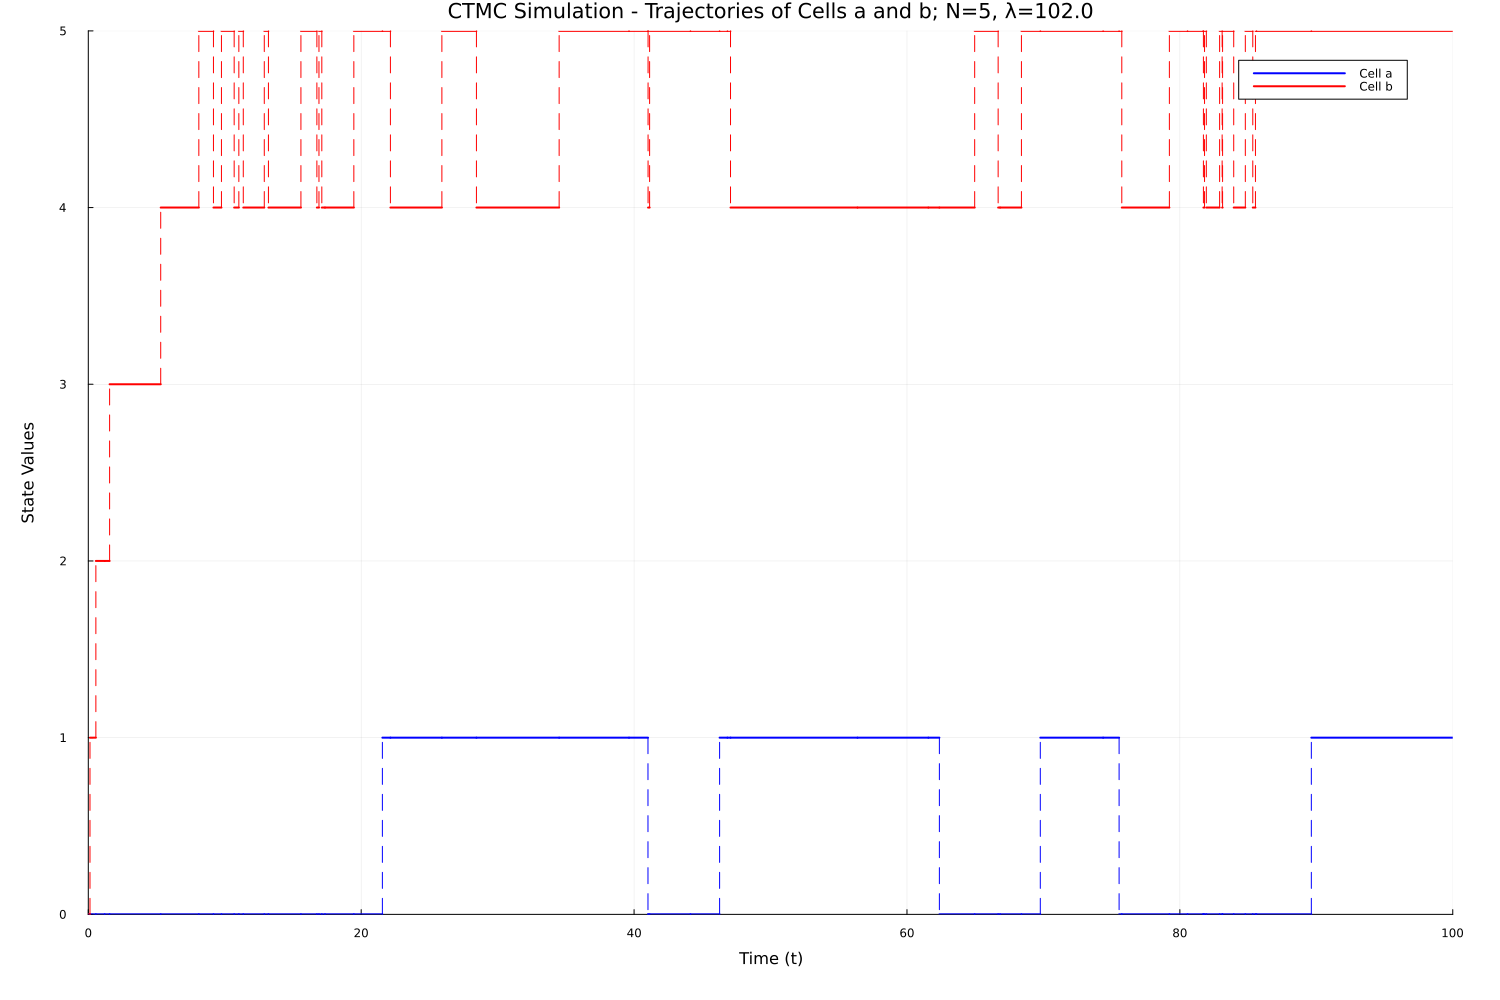 CTMC Simulation - Trajectories of Cells a and b; N=5, λ=102.0
5
Cell a
Cell b
4
3
State Values
2
1
0
0 20 40 60 80 100
Time (t)